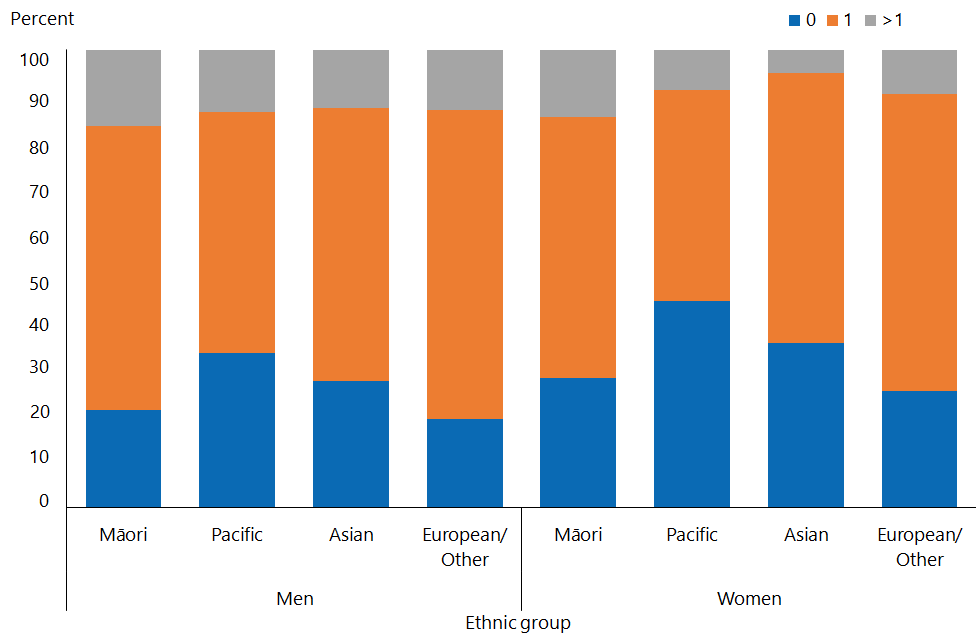 Percent
0 1 >1
100
90
80
70
60
50
40
30
20
10
0
Māori Pacific Asian European/ Māori Pacific Asian European/
Other Other
Men Women
Ethnic group